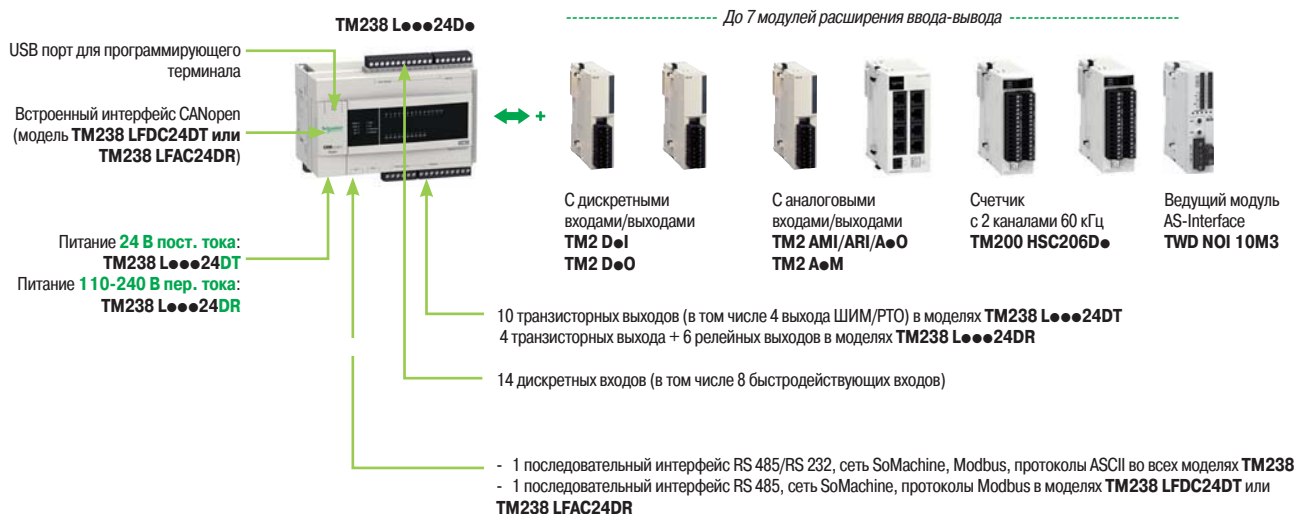 TM238 L●●●24D●
До 7 модулей расширения ввода-вывода
USB порт для программирующего
терминала
Встроенный интерфейс CANopen
(модель TM238 LFDC24DT или
TM238 LFAC24DR)
+
С дискретными
входами/выходами
TM2 D●I
TM2 D●O
С аналоговыми
входами/выходами
TM2 AMI/ARI/A●O
TM2 A●M
Счетчик
с 2 каналами 60 кГц
TM200 HSC206D●
Ведущий модуль
AS-Interface
TWD NOI 10M3
Питание 24 В пост. тока:
TM238 L●●●24DT
Питание 110-240 В пер. тока:
TM238 L●●●24DR
10 транзисторных выходов (в том числе 4 выхода ШИМ/PTO) в моделях TM238 L●●●24DT
4 транзисторных выхода + 6 релейных выходов в моделях TM238 L●●●24DR
14 дискретных входов (в том числе 8 быстродействующих входов)
- 1 последовательный интерфейс RS 485/RS 232, сеть SoMachine, Modbus, протоколы ASCII во всех моделях TM238
- 1 последовательный интерфейс RS 485, сеть SoMachine, протоколы Modbus в моделях TM238 LFDC24DT или
TM238 LFAC24DR